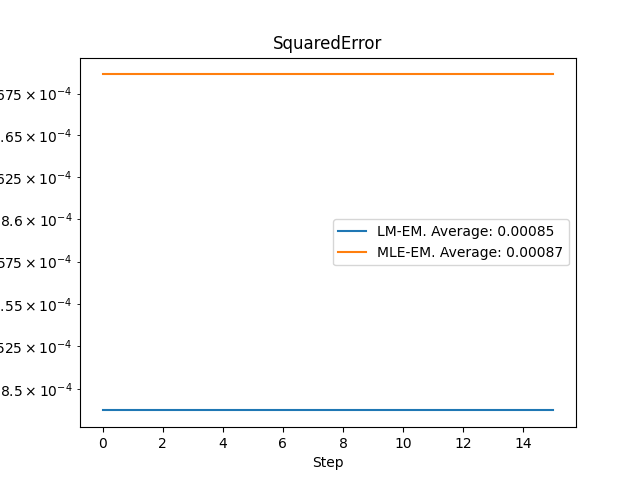 SquaredError
575 × 10⁻⁴
.65 × 10⁻⁴
525 × 10⁻⁴
8.6 × 10⁻⁴
575 × 10⁻⁴
.55 × 10⁻⁴
525 × 10⁻⁴
8.5 × 10⁻⁴
LM-EM. Average: 0.00085
MLE-EM. Average: 0.00087
0 2 4 6 8 10 12 14
Step